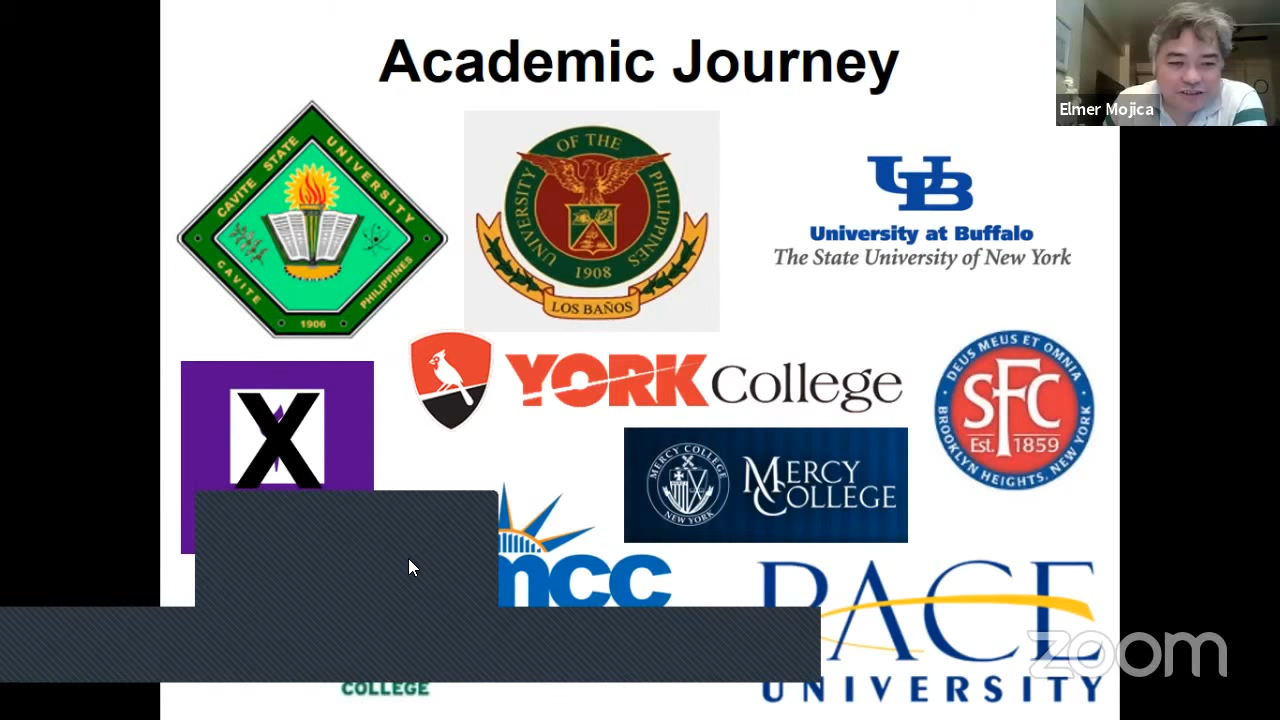 Academic Journey
Elmer Mojica
CAVITE STATE UNIVERSITY
CAVITE
PHILIPPINES
1906
UNIVERSITY OF THE PHILIPPINES
1908
LOS BAÑOS
UB
University at Buffalo
The State University of New York
X
YORK College
DEUS MEUS ET OMNIA
SFC
Est. 1859
BROOKLYN HEIGHTS, NEW YORK
MERCY COLLEGE
NEW YORK
MERCY
COLLEGE
mcc
PACE
UNIVERSITY
COLLEGE
zoom